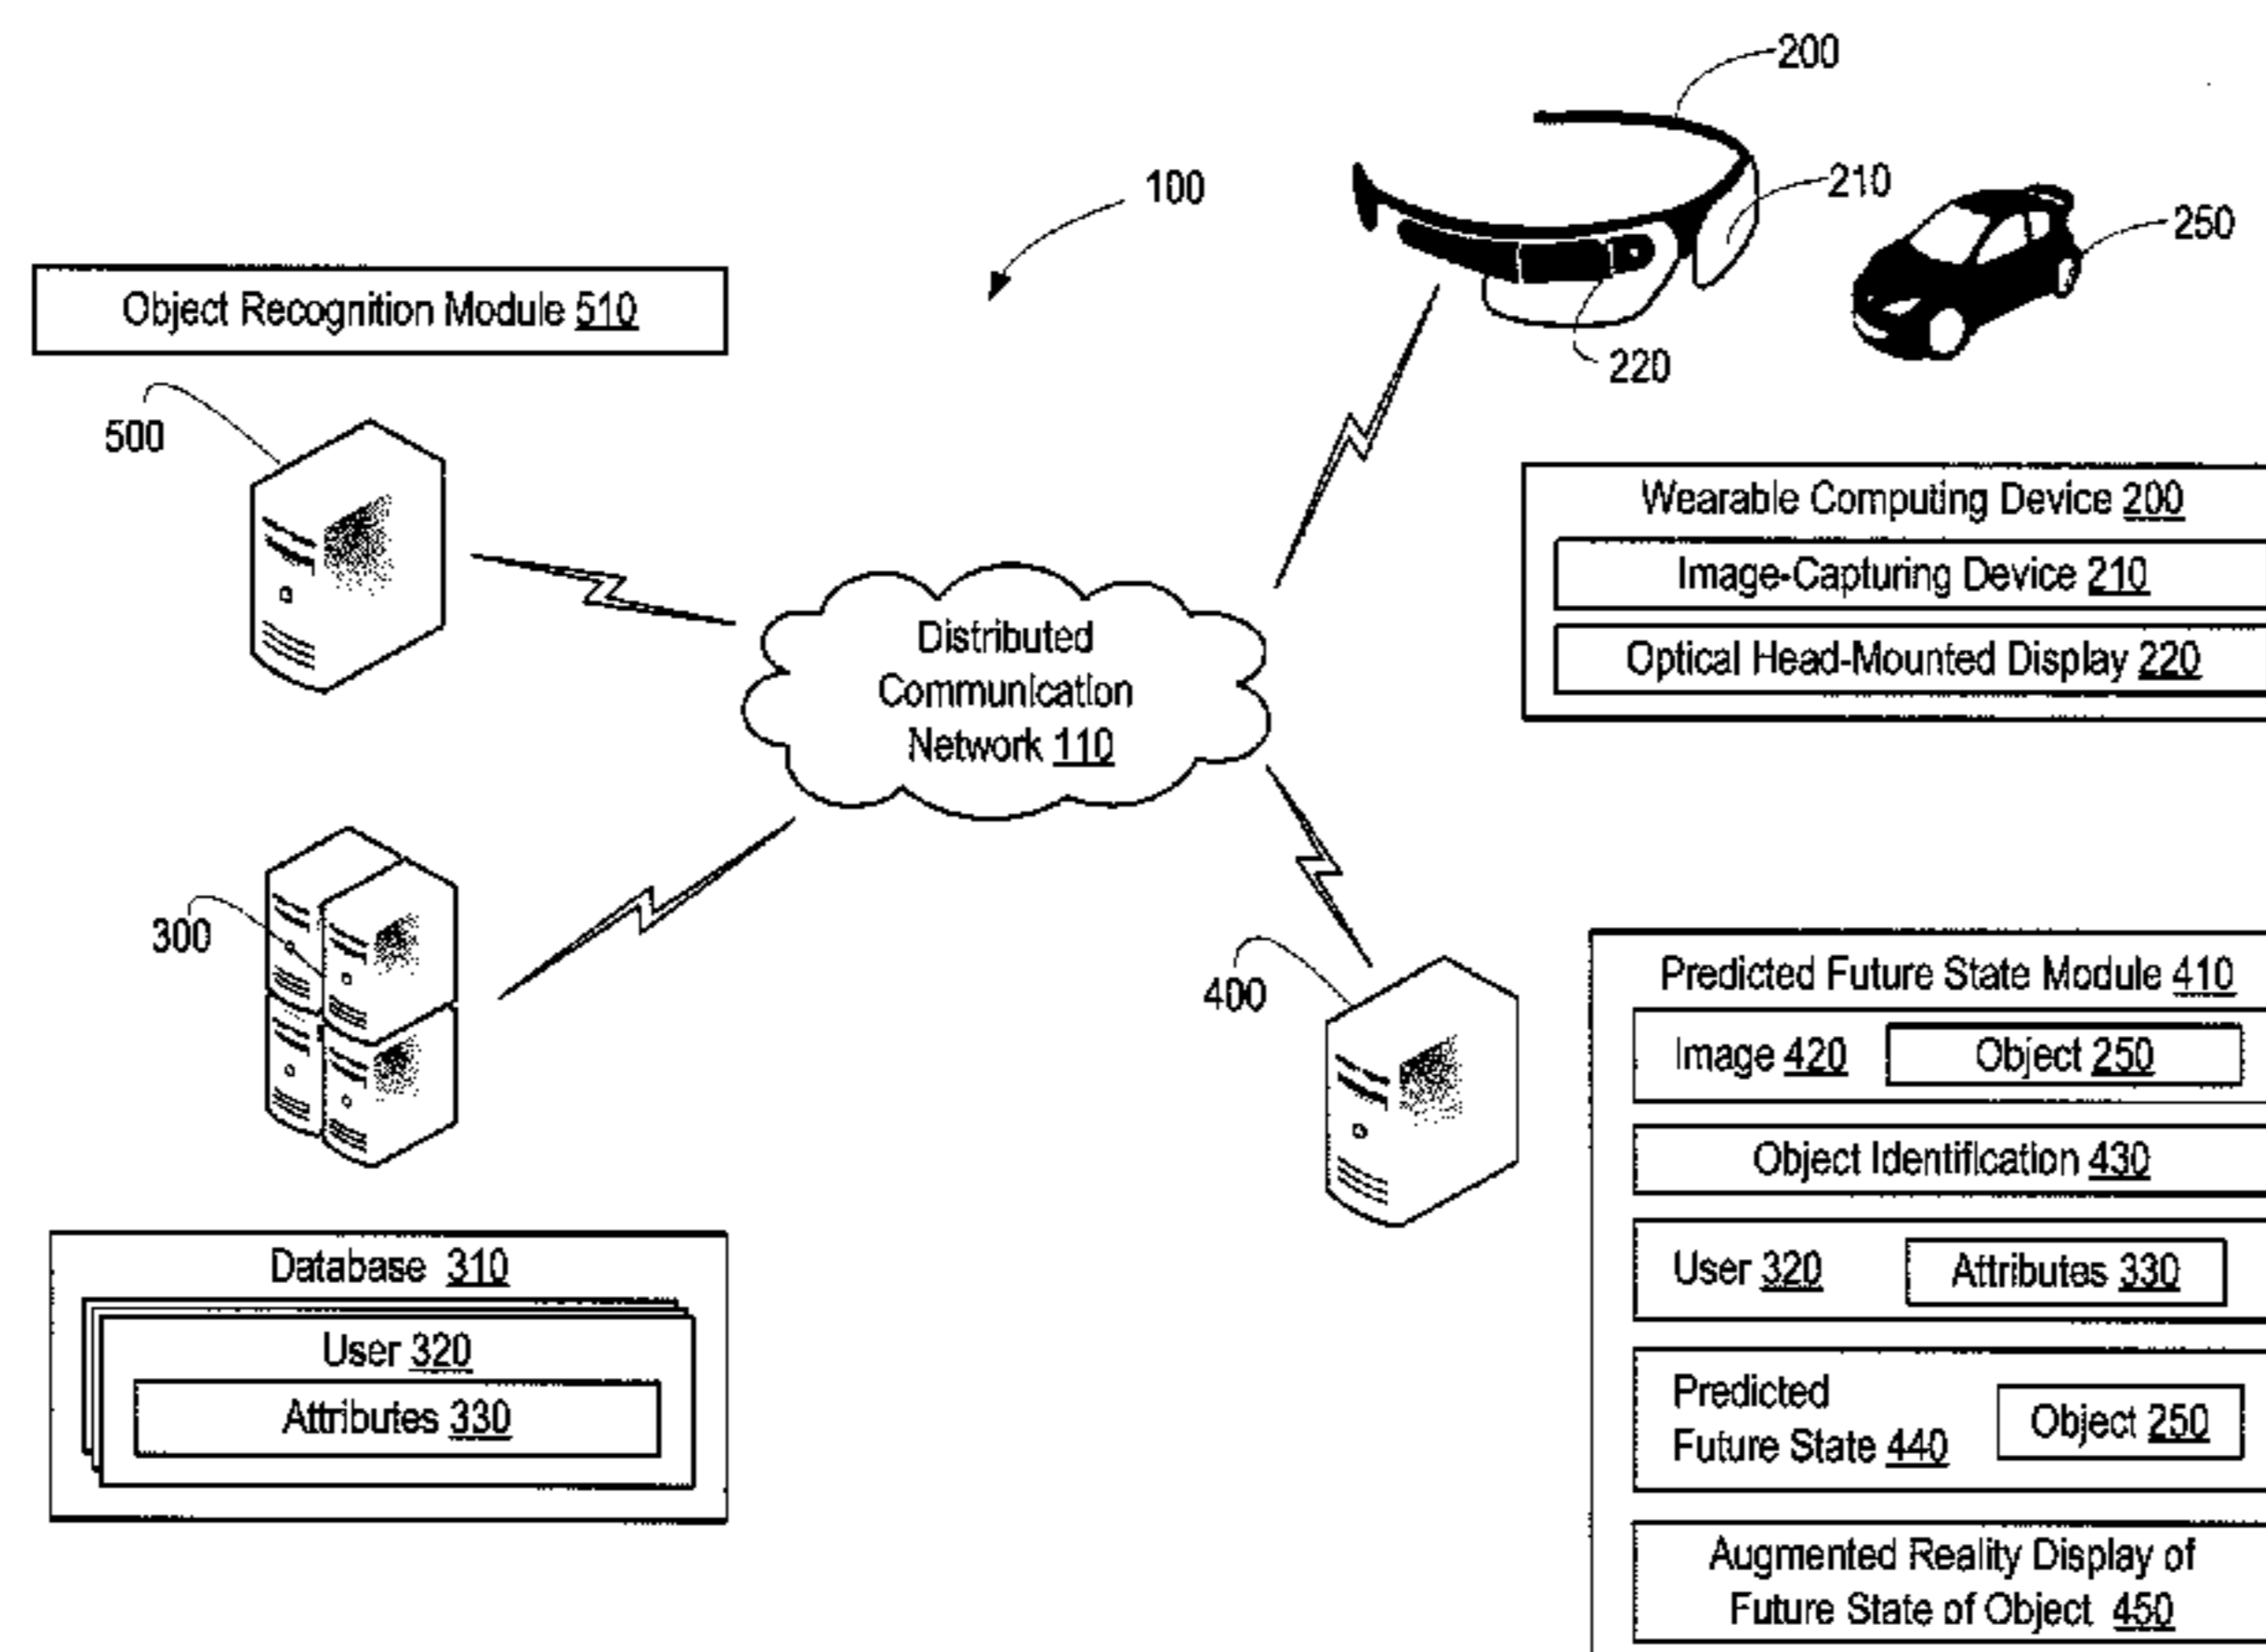 200
100
210
250
Object Recognition Module 510
220
500
Wearable Computing Device 200
Image-Capturing Device 210
Optical Head-Mounted Display 220
Distributed
Communication
Network 110
300
400
Predicted Future State Module 410
Image 420 Object 250
Object Identification 430
User 320 Attributes 330
Predicted
Future State 440 Object 250
Augmented Reality Display of
Future State of Object 450
Database 310
User 320
Attributes 330